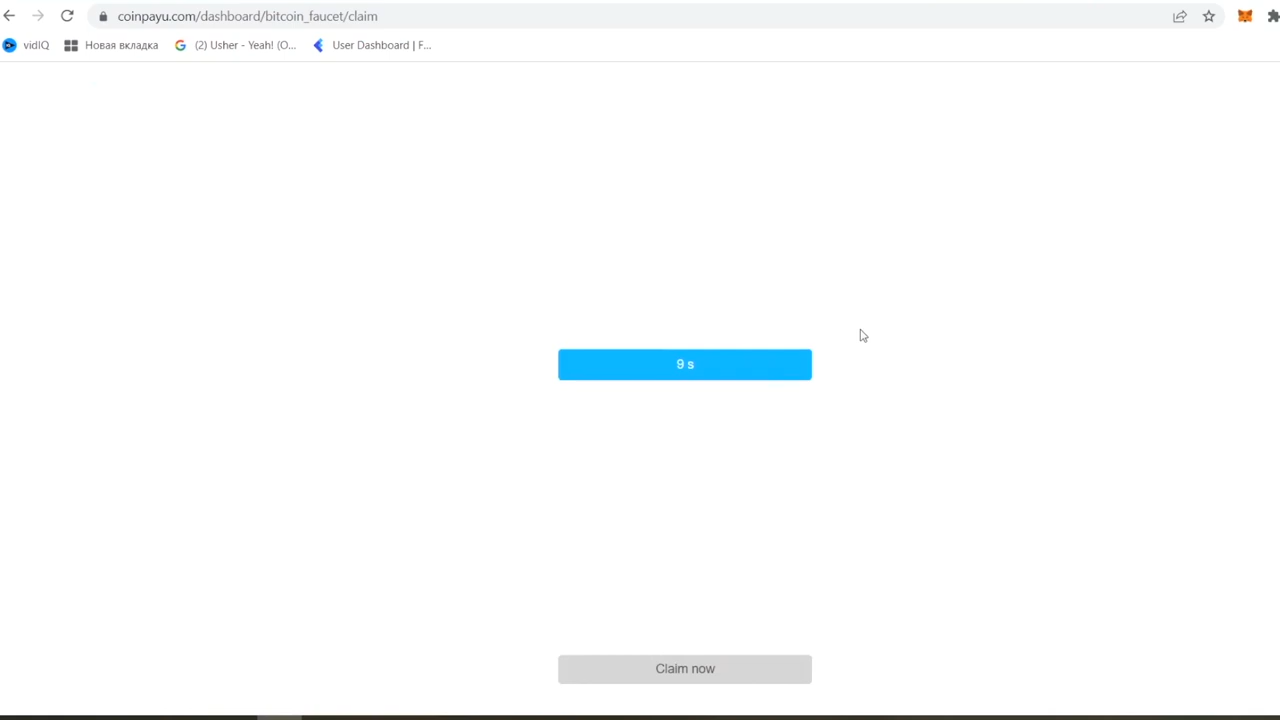 coinpayu.com/dashboard/bitcoin_faucet/claim
vidIQ Новая вкладка (2) Usher - Yeah! (O... User Dashboard | F...
9 s
Claim now